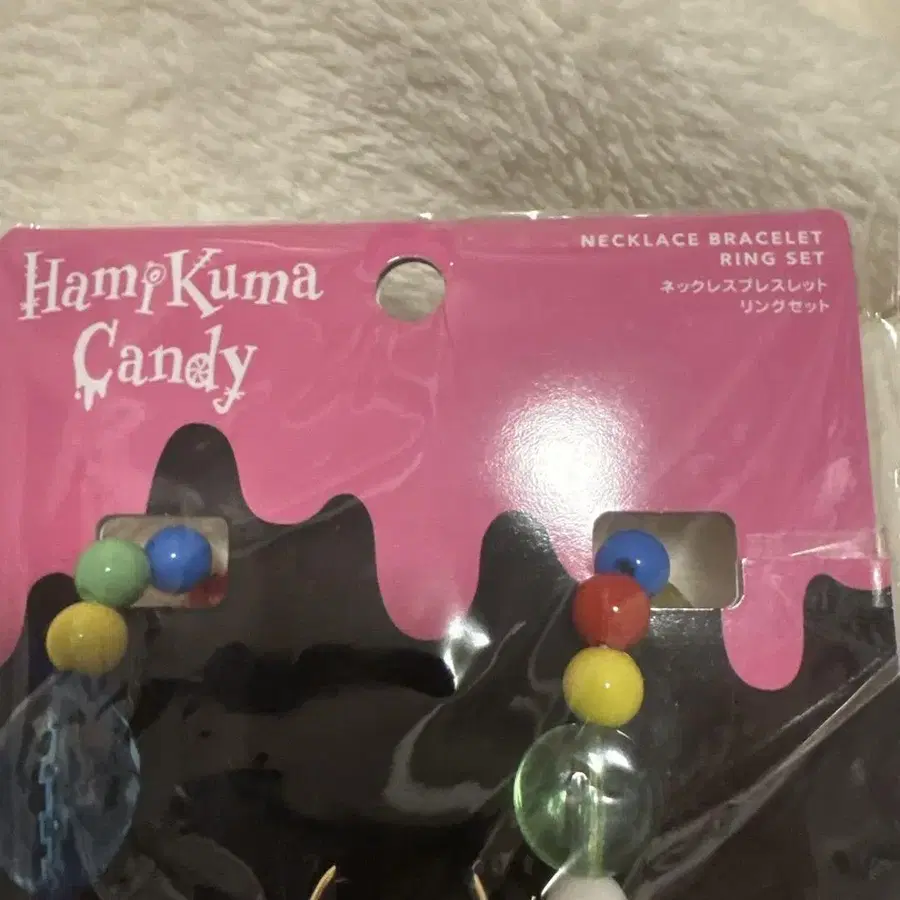 HamiKuma
Candy
NECKLACE BRACELET
RING SET
ネックレスブレスレット
リングセット